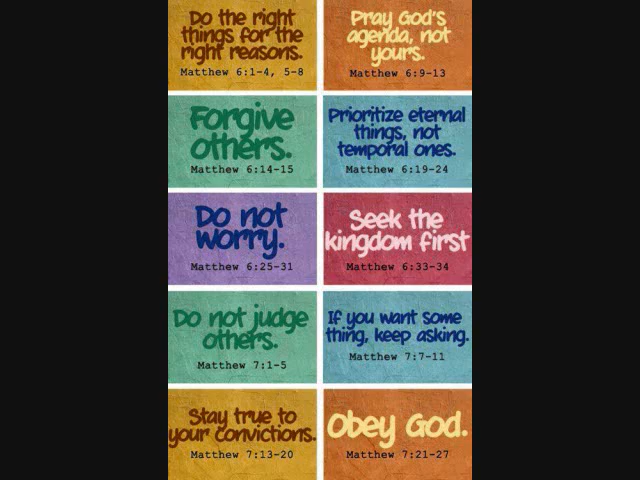 Do the right
things for the
right reasons.
Matthew 6:1-4, 5-8
Pray God's
agenda, not
yours.
Matthew 6:9-13
Forgive
others.
Matthew 6:14-15
Prioritize eternal
things, not
temporal ones.
Matthew 6:19-24
Do not
worry.
Matthew 6:25-31
Seek the
kingdom first
Matthew 6:33-34
Do not judge
others.
Matthew 7:1-5
If you want some
thing, keep asking.
Matthew 7:7-11
Stay true to
your convictions.
Matthew 7:13-20
Obey God.
Matthew 7:21-27